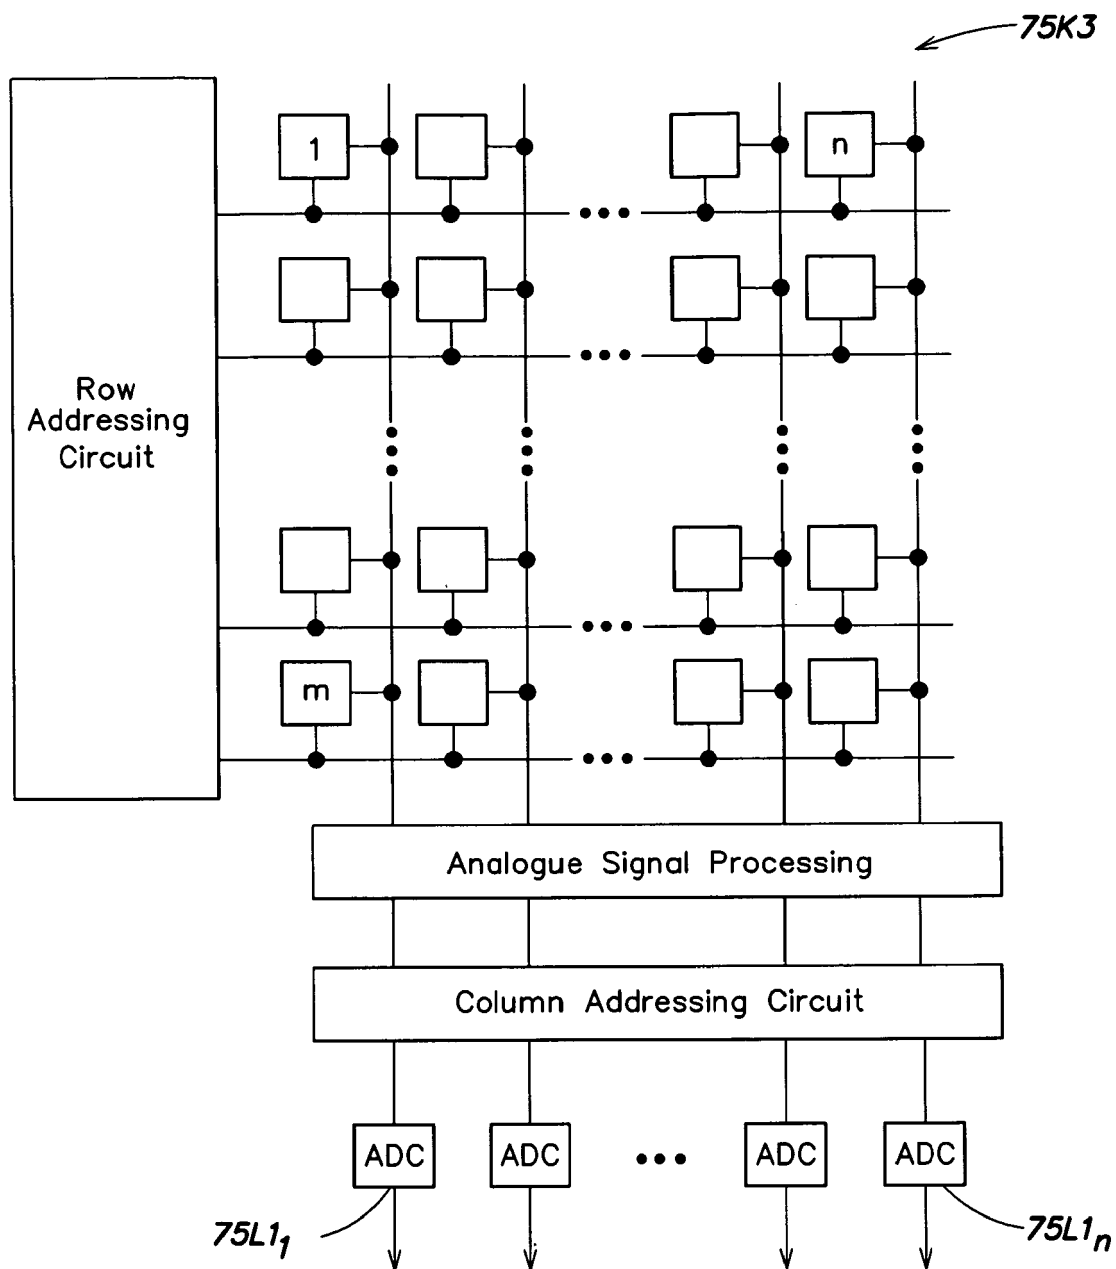 75K3
1
n
Row
Addressing
Circuit
m
Analogue Signal Processing
Column Addressing Circuit
ADC ADC ADC ADC
75L1₁ 75L1ₙ